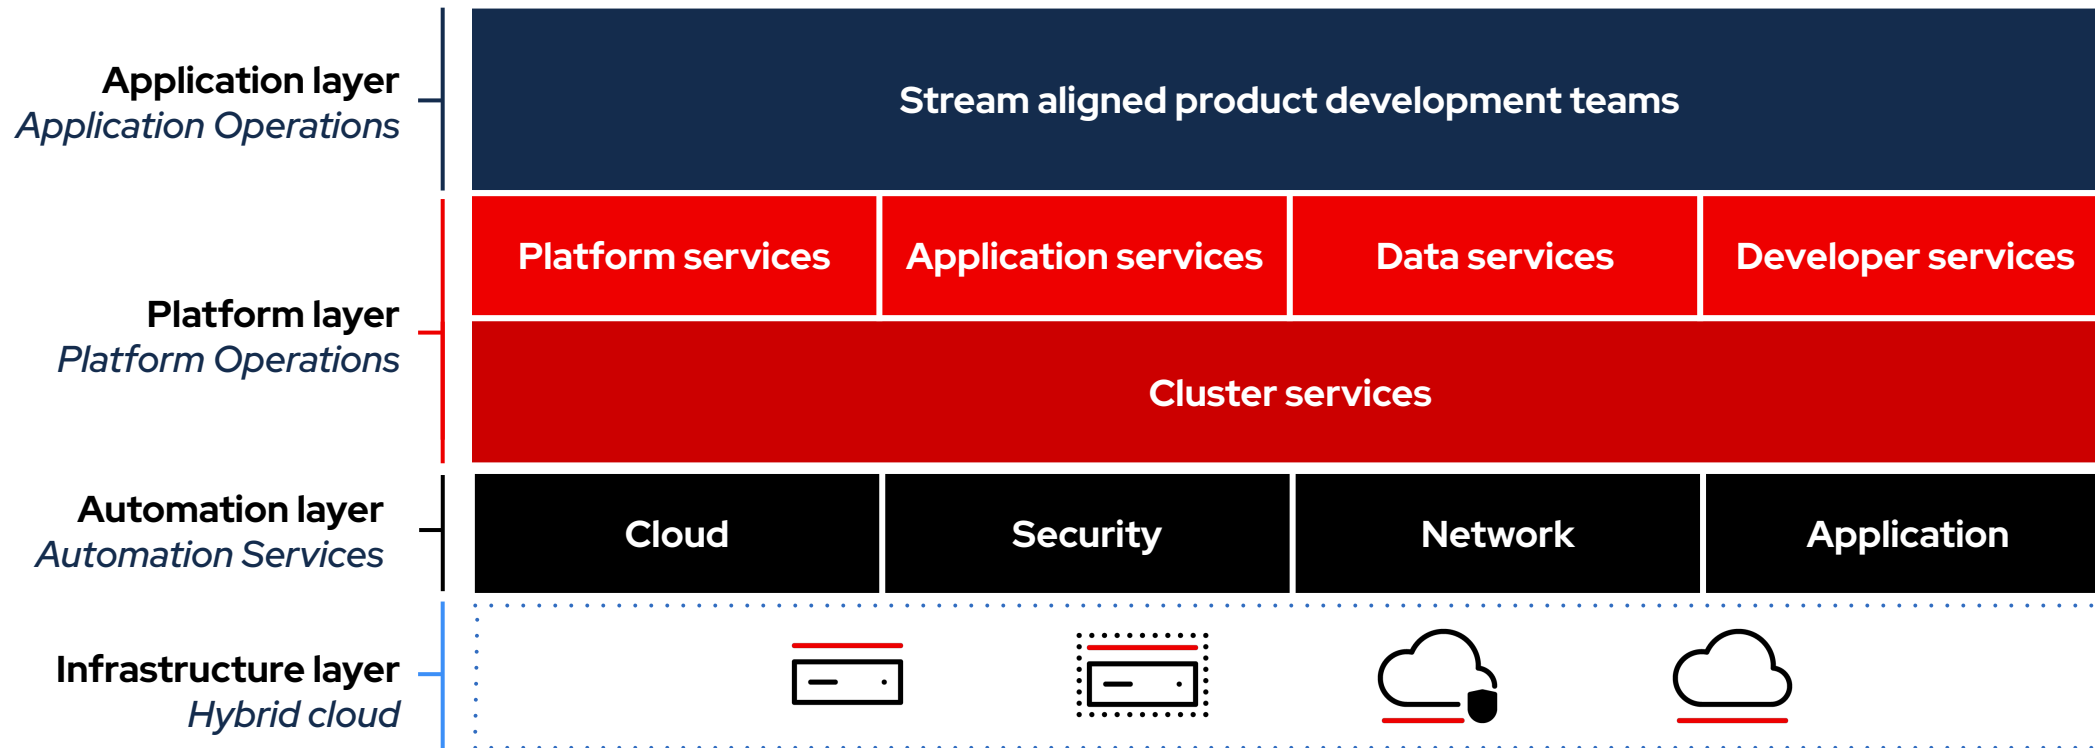 Application layer
Application Operations
Stream aligned product development teams
Platform layer
Platform Operations
Platform services
Application services
Data services
Developer services
Cluster services
Automation layer
Automation Services
Cloud
Security
Network
Application
Infrastructure layer
Hybrid cloud